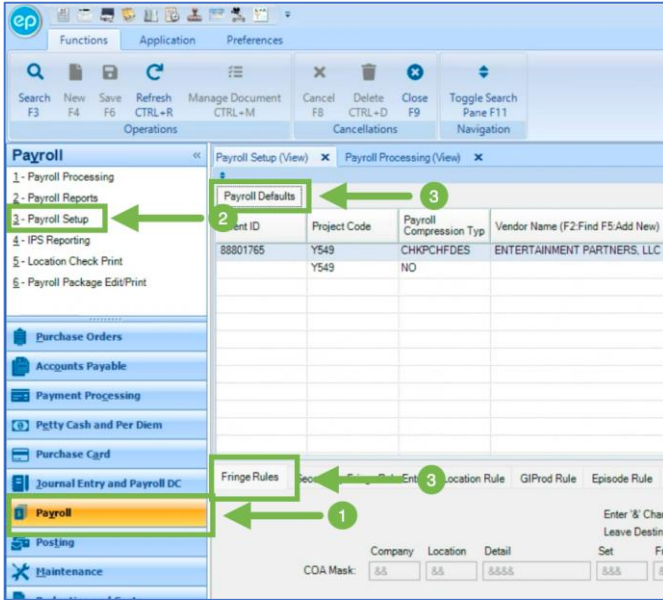 ep
Functions Application Preferences
Search New Save Refresh Manage Document Cancel Delete Close Toggle Search
F3 F4 F6 CTRL+R CTRL+M F8 CTRL+D F9 Pane F11
Operations Cancellations Navigation
Payroll « Payroll Setup (View) x Payroll Processing (View) x
1 - Payroll Processing
2 - Payroll Reports
Payroll Defaults 3
3 - Payroll Setup 2
ent ID Project Code Payroll Compression Typ Vendor Name (F2:Find F5:Add New)
4 - IPS Reporting
88801765 Y549 CHKPCHFDES ENTERTAINMENT PARTNERS, LLC
5 - Location Check Print
Y549 NO
6 - Payroll Package Edit/Print
Purchase Orders
Accounts Payable
Payment Processing
Petty Cash and Per Diem
Purchase Card
Journal Entry and Payroll DC
Fringe Rules 3 Location Rule GIProd Rule Episode Rule
Payroll 1
Enter '&' Cha
Posting
Leave Destin
Company Location Detail Set F
Maintenance
COA Mask: && && &&&& &&&